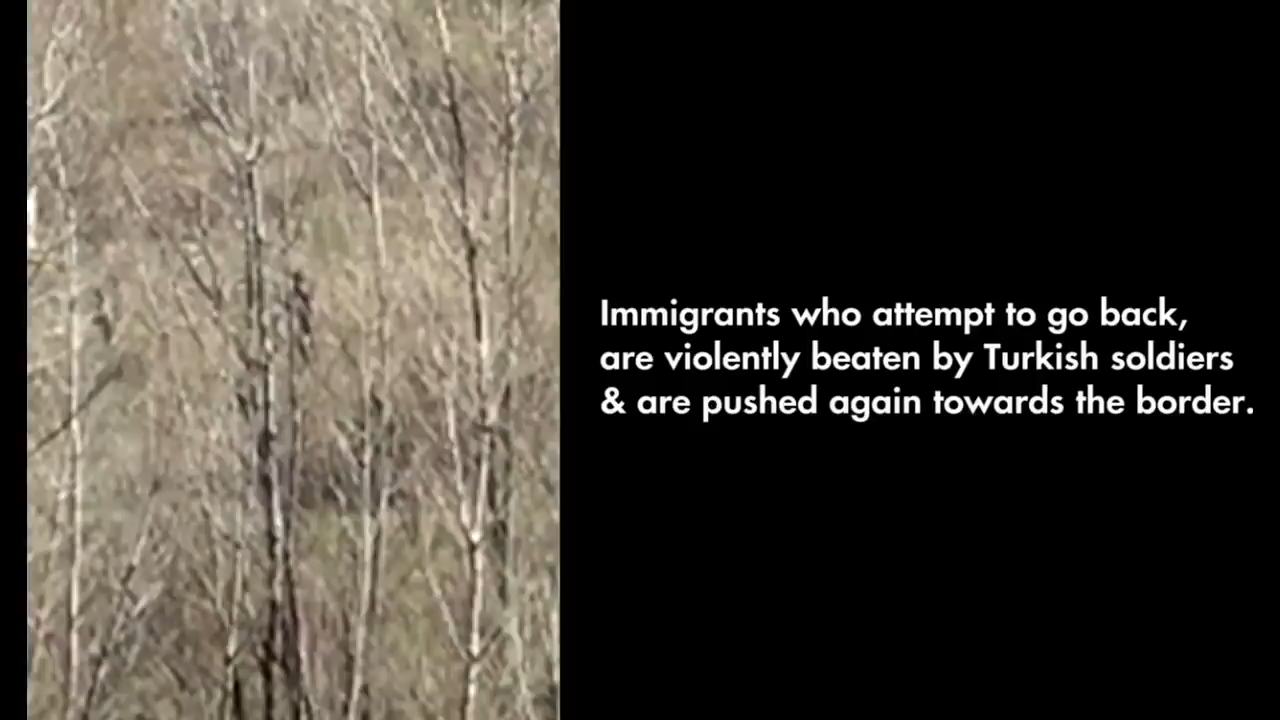 Immigrants who attempt to go back,
are violently beaten by Turkish soldiers
& are pushed again towards the border.